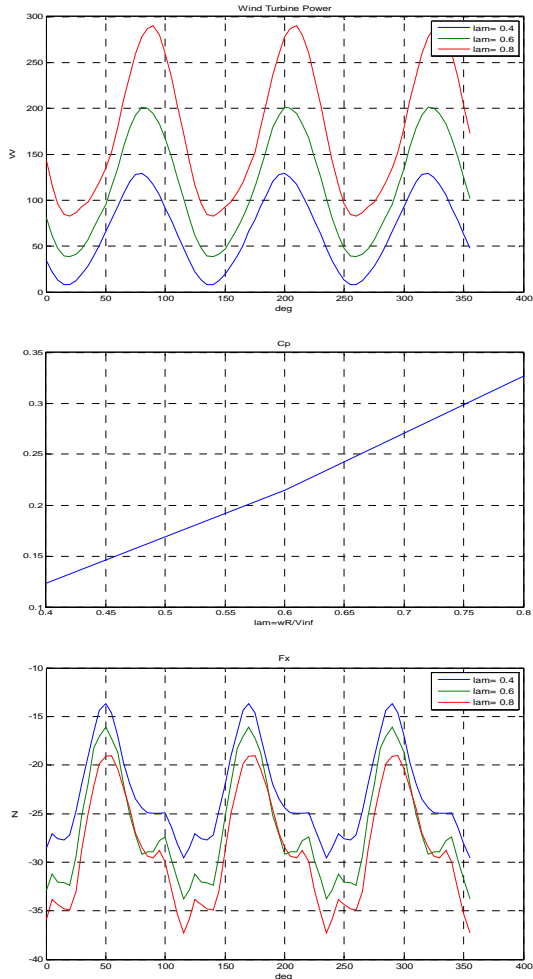 Wind Turbine Power
300
250
200
150
100
50
0
W
0 50 100 150 200 250 300 350 400
deg
lam= 0.4
lam= 0.6
lam= 0.8
Cp
0.35
0.3
0.25
0.2
0.15
0.1
0.4 0.45 0.5 0.55 0.6 0.65 0.7 0.75 0.8
lam=wR/Vinf
Fx
-10
-15
-20
-25
-30
-35
-40
N
0 50 100 150 200 250 300 350 400
deg
lam= 0.4
lam= 0.6
lam= 0.8